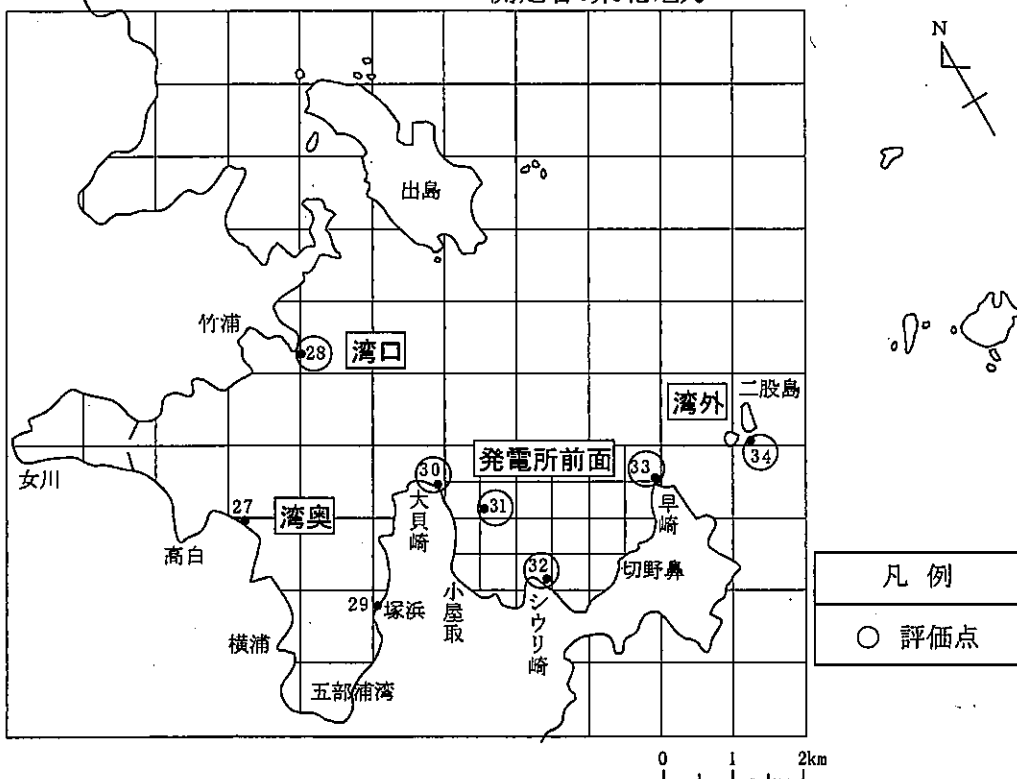 N
出島
竹浦
28
湾口
湾外
二股島
34
女川
発電所前面
30
31
33
27
湾奥
大貝崎
早崎
高白
32
切野鼻
29
塚浜
小屋取
シウリ崎
横浦
五部浦湾
凡例
○ 評価点
0 1 2km